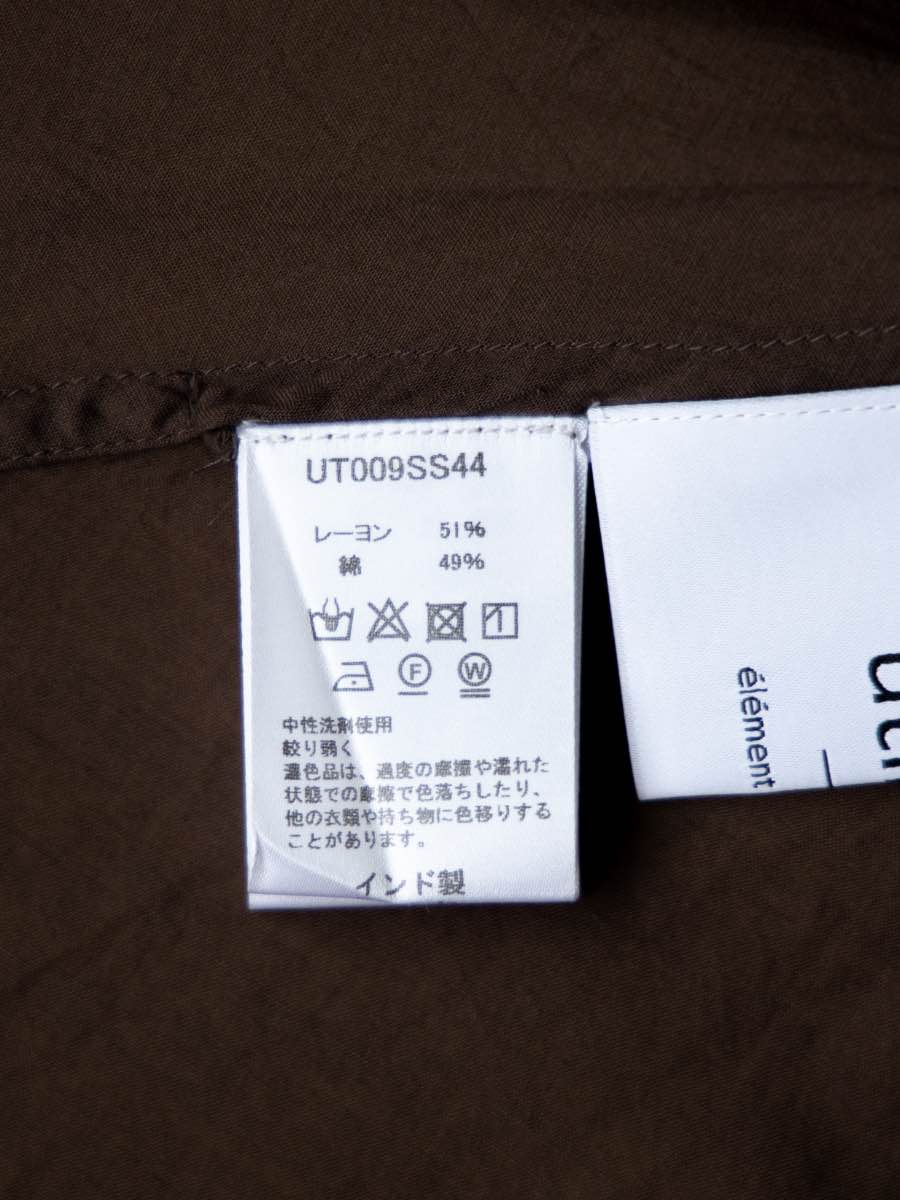 UT009SS44
レーヨン 51%
綿 49%
F W
中性洗剤使用
絞り弱く
濃色品は、過度の摩擦や濡れた
状態での摩擦で色落ちしたり、
他の衣類や持ち物に色移りする
ことがあります。
インド製
élément